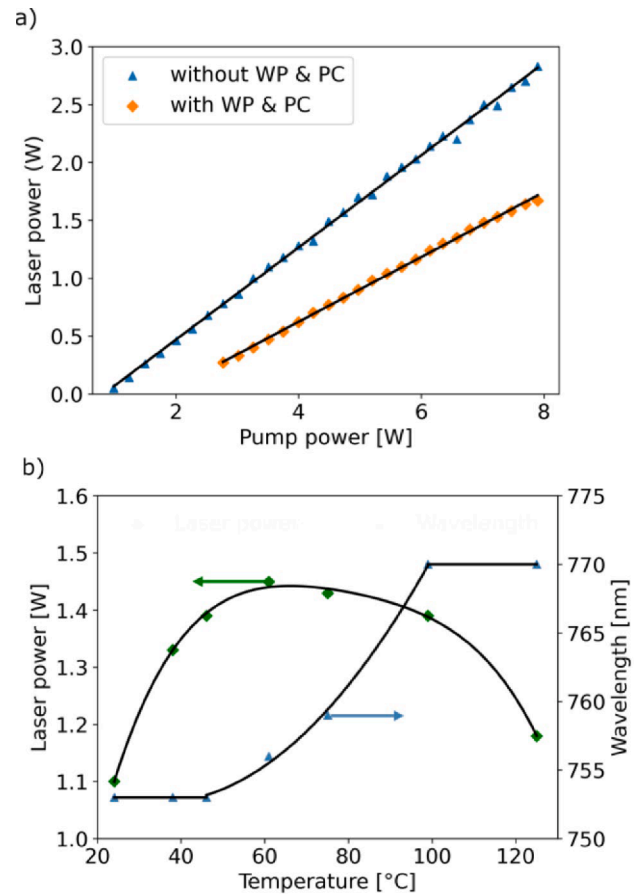 a)
3.0
2.5
2.0
1.5
1.0
0.5
0.0
Laser power (W)
without WP & PC
with WP & PC
2
4
6
8
Pump power [W]
b)
1.6
1.5
1.4
1.3
1.2
1.1
1.0
Laser power [W]
Laser power
Wavelength
775
770
765
760
755
750
Wavelength [nm]
20
40
60
80
100
120
Temperature [°C]